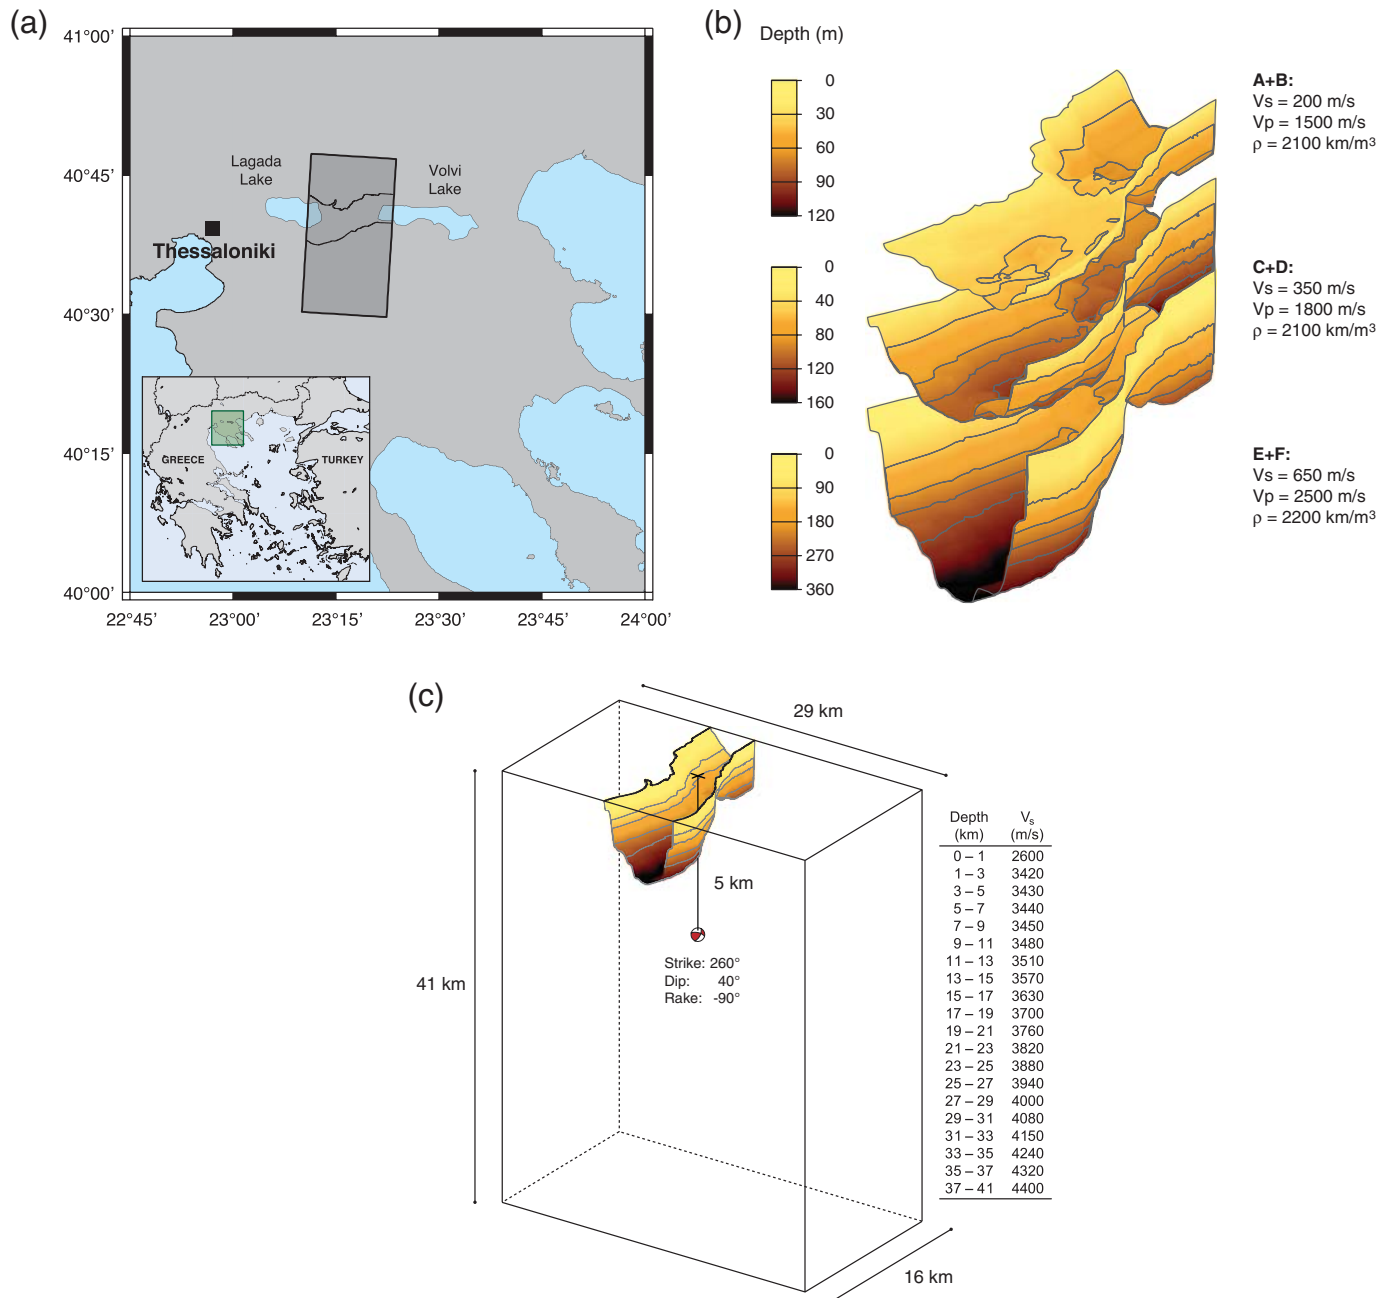 (a)
41°00'
40°45'
40°30'
40°15'
40°00'
22°45'
23°00'
23°15'
23°30'
23°45'
24°00'
Lagada
Lake
Volvi
Lake
Thessaloniki
GREECE
TURKEY
(b)
Depth (m)
0
30
60
90
120
0
40
80
120
160
0
90
180
270
360
A+B:
Vs = 200 m/s
Vp = 1500 m/s
ρ = 2100 km/m³
C+D:
Vs = 350 m/s
Vp = 1800 m/s
ρ = 2100 km/m³
E+F:
Vs = 650 m/s
Vp = 2500 m/s
ρ = 2200 km/m³
(c)
29 km
41 km
16 km
5 km
Strike: 260°
Dip: 40°
Rake: -90°
Depth Vs
(km) (m/s)
0 – 1 2600
1 – 3 3420
3 – 5 3430
5 – 7 3440
7 – 9 3450
9 – 11 3480
11 – 13 3510
13 – 15 3570
15 – 17 3630
17 – 19 3700
19 – 21 3760
21 – 23 3820
23 – 25 3880
25 – 27 3940
27 – 29 4000
29 – 31 4080
31 – 33 4150
33 – 35 4240
35 – 37 4320
37 – 41 4400